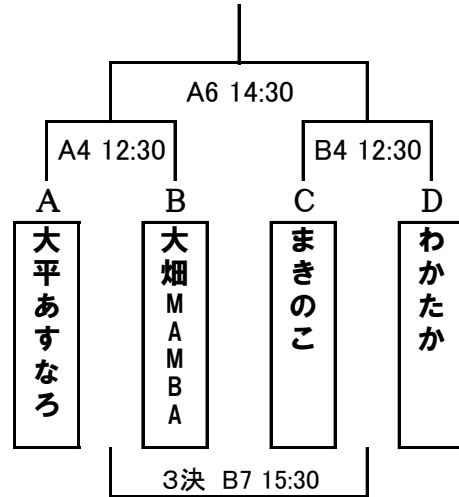 A6 14:30
A4 12:30
B4 12:30
A
B
C
D
大平あすなろ
大畑MAMBA
まきのこ
わかたか
3決 B7 15:30